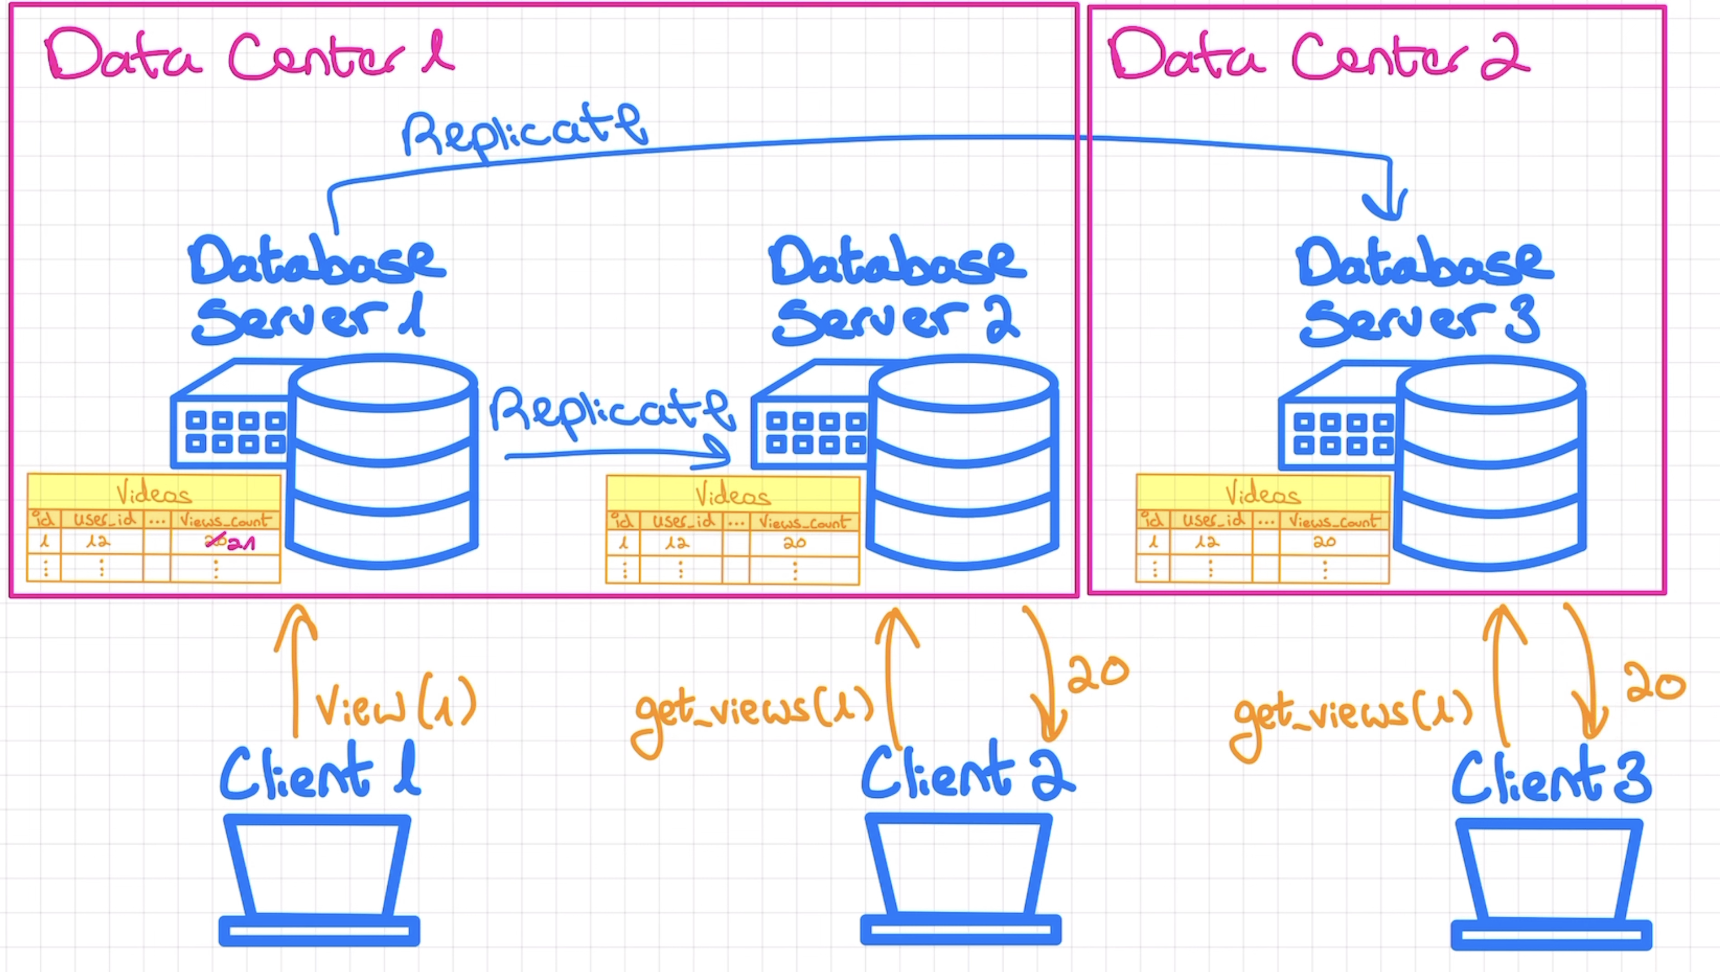 Data Center 1
Data Center 2
Replicate
Database
Server 1
Database
Server 2
Database
Server 3
Replicate
Videos
id user_id ... Views_count
1 12 20 21
⋮ ⋮ ⋮
Videos
id user_id ... Views_count
1 12 20
⋮ ⋮ ⋮
Videos
id user_id ... Views_count
1 12 20
⋮ ⋮ ⋮
View(1)
get_views(1)
20
get_views(1)
20
Client 1
Client 2
Client 3